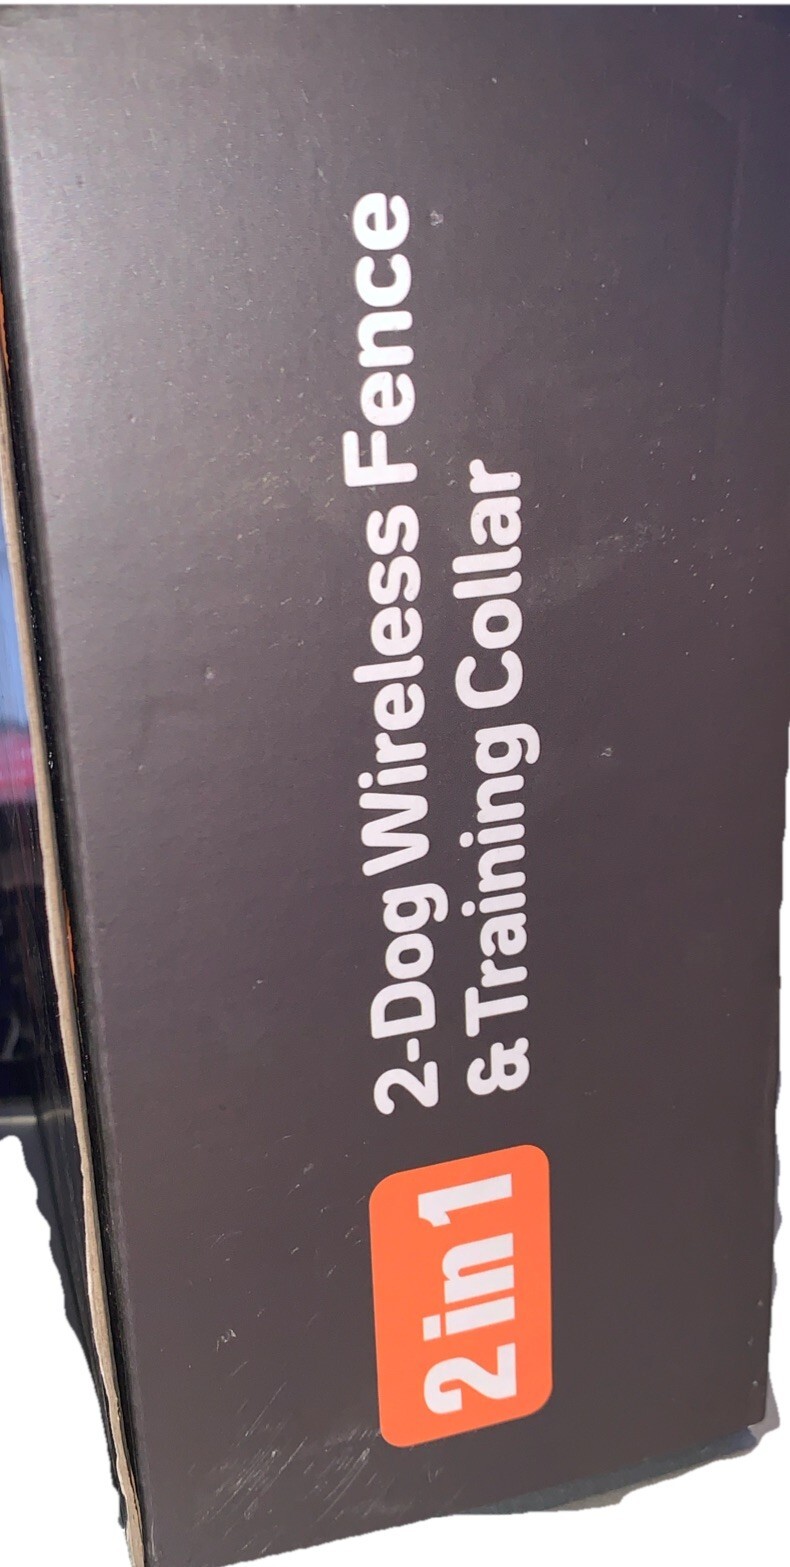 2 in 1
2-Dog Wireless Fence
& Training Collar